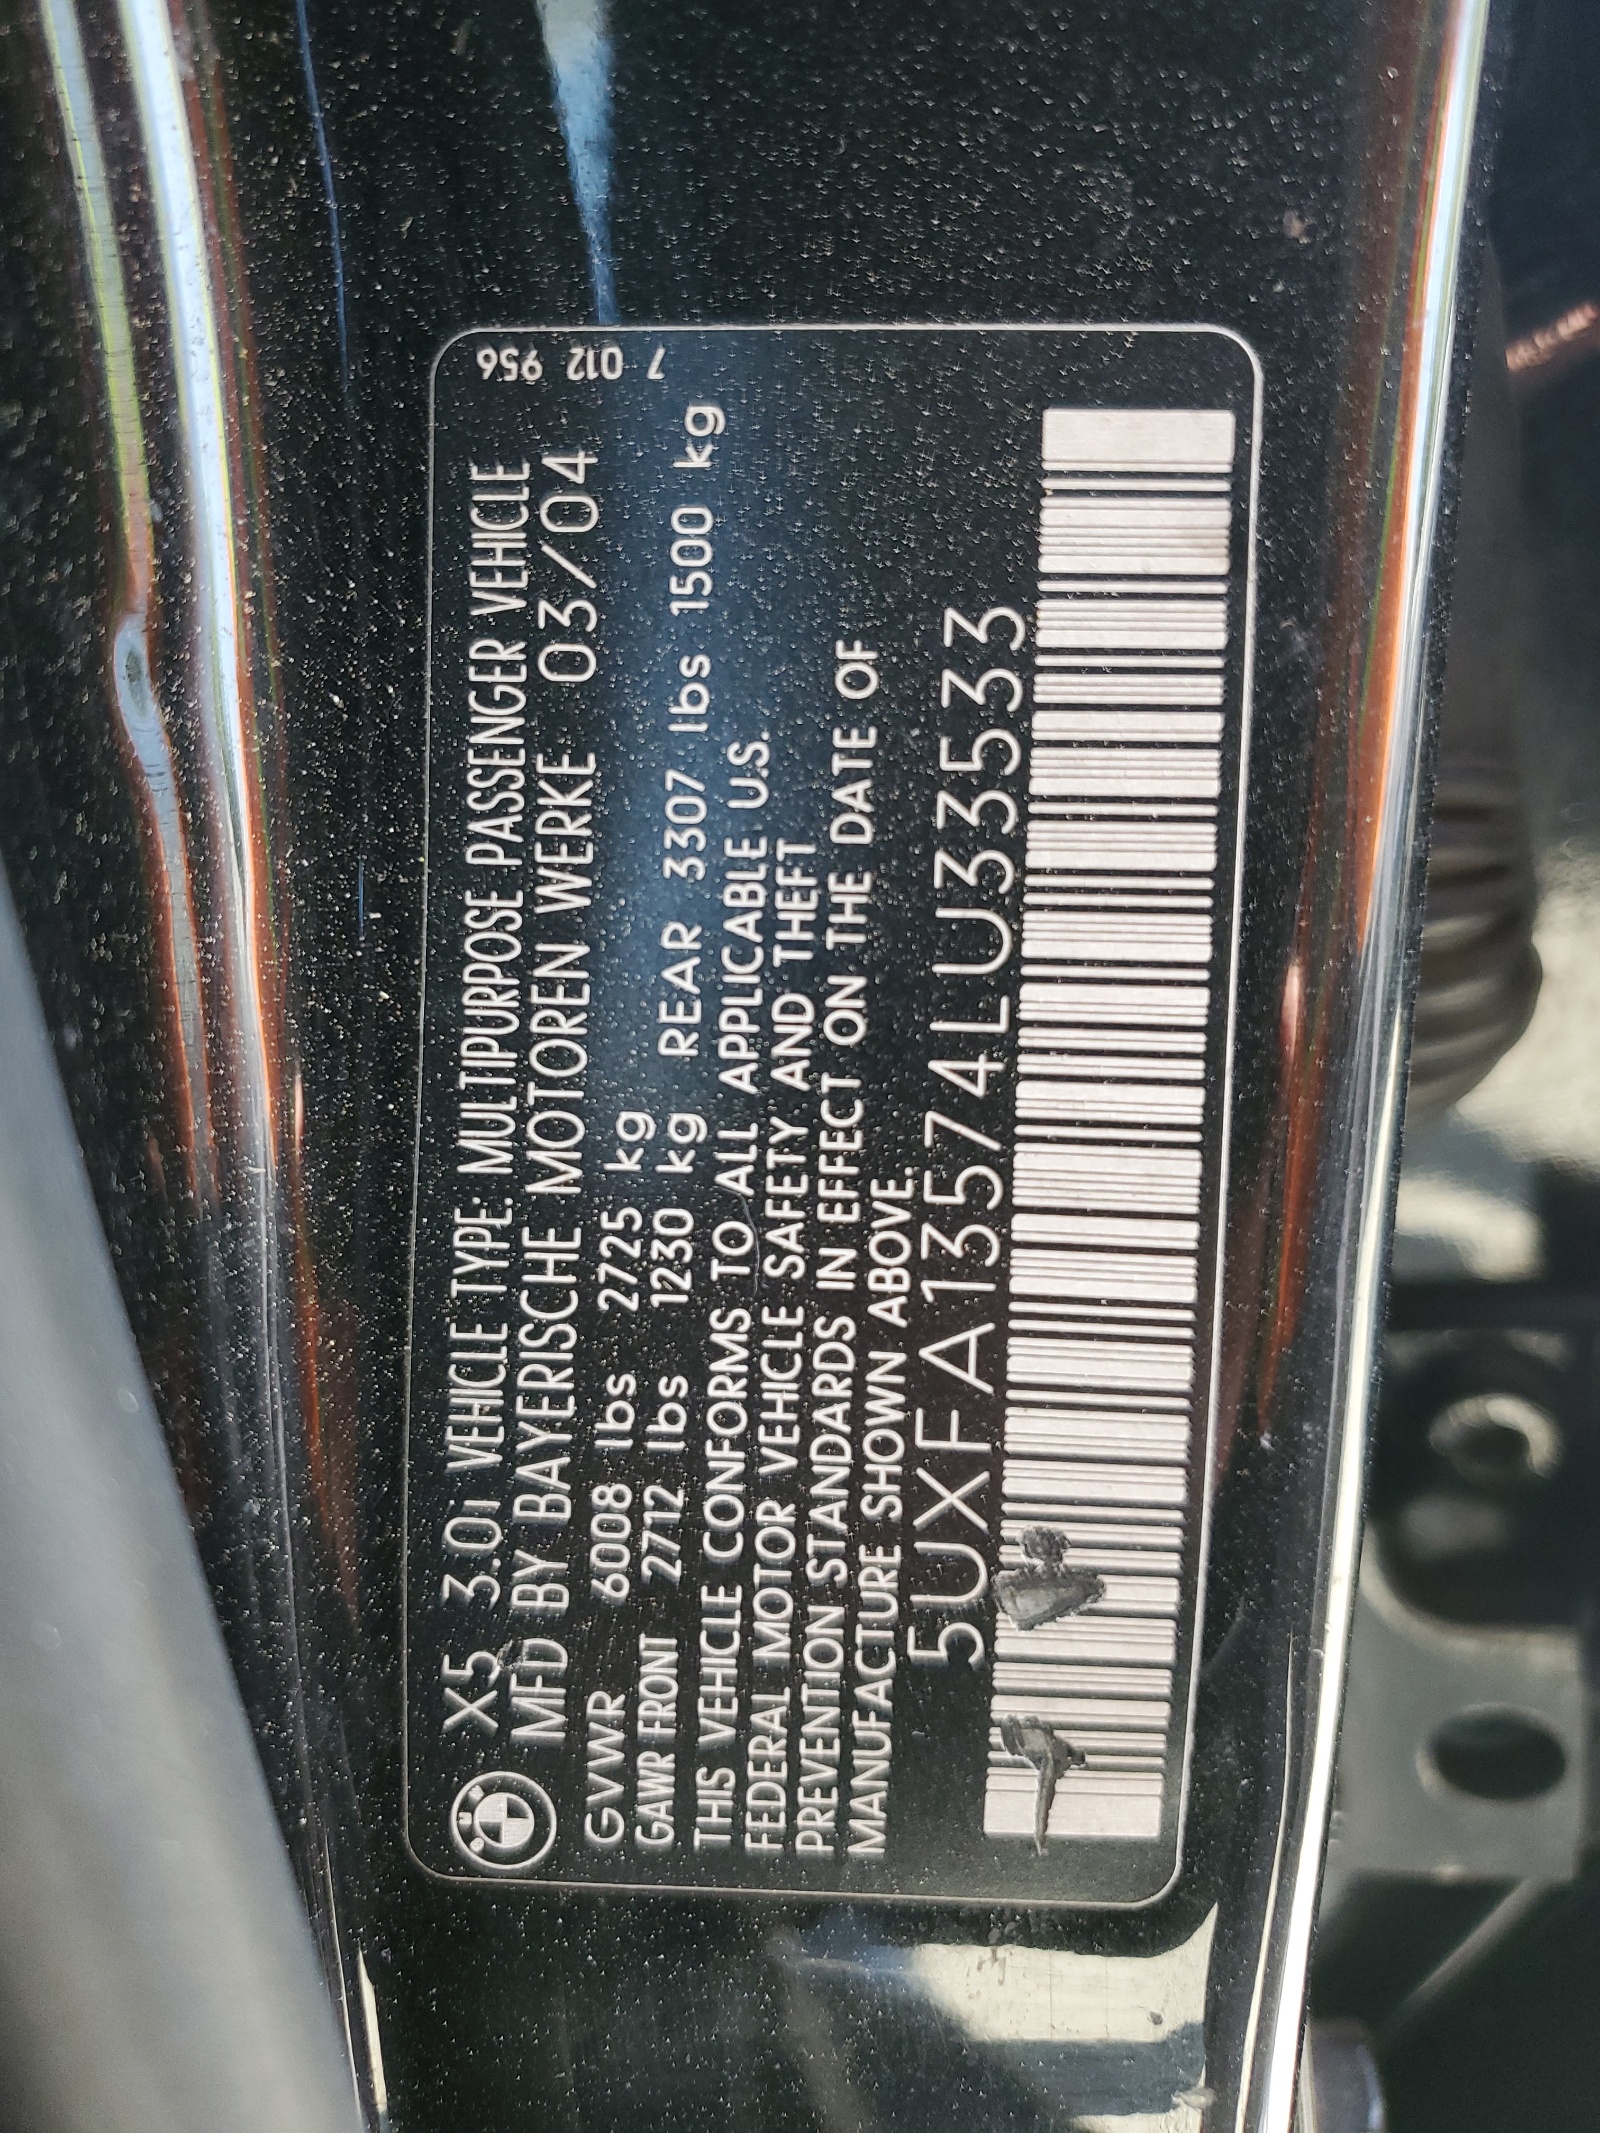 X5 3.0i VEHICLE TYPE: MULTIPURPOSE PASSENGER VEHICLE
MFD BY BAYERISCHE MOTOREN WERKE 03/04
GVWR 6008 lbs 2725 kg
GAWR FRONT 2712 lbs 1230 kg REAR 3307 lbs 1500 kg
THIS VEHICLE CONFORMS TO ALL APPLICABLE U.S.
FEDERAL MOTOR VEHICLE SAFETY AND THEFT
PREVENTION STANDARDS IN EFFECT ON THE DATE OF
MANUFACTURE SHOWN ABOVE.
5UXFA13574LU33533
7 012 956
BMW